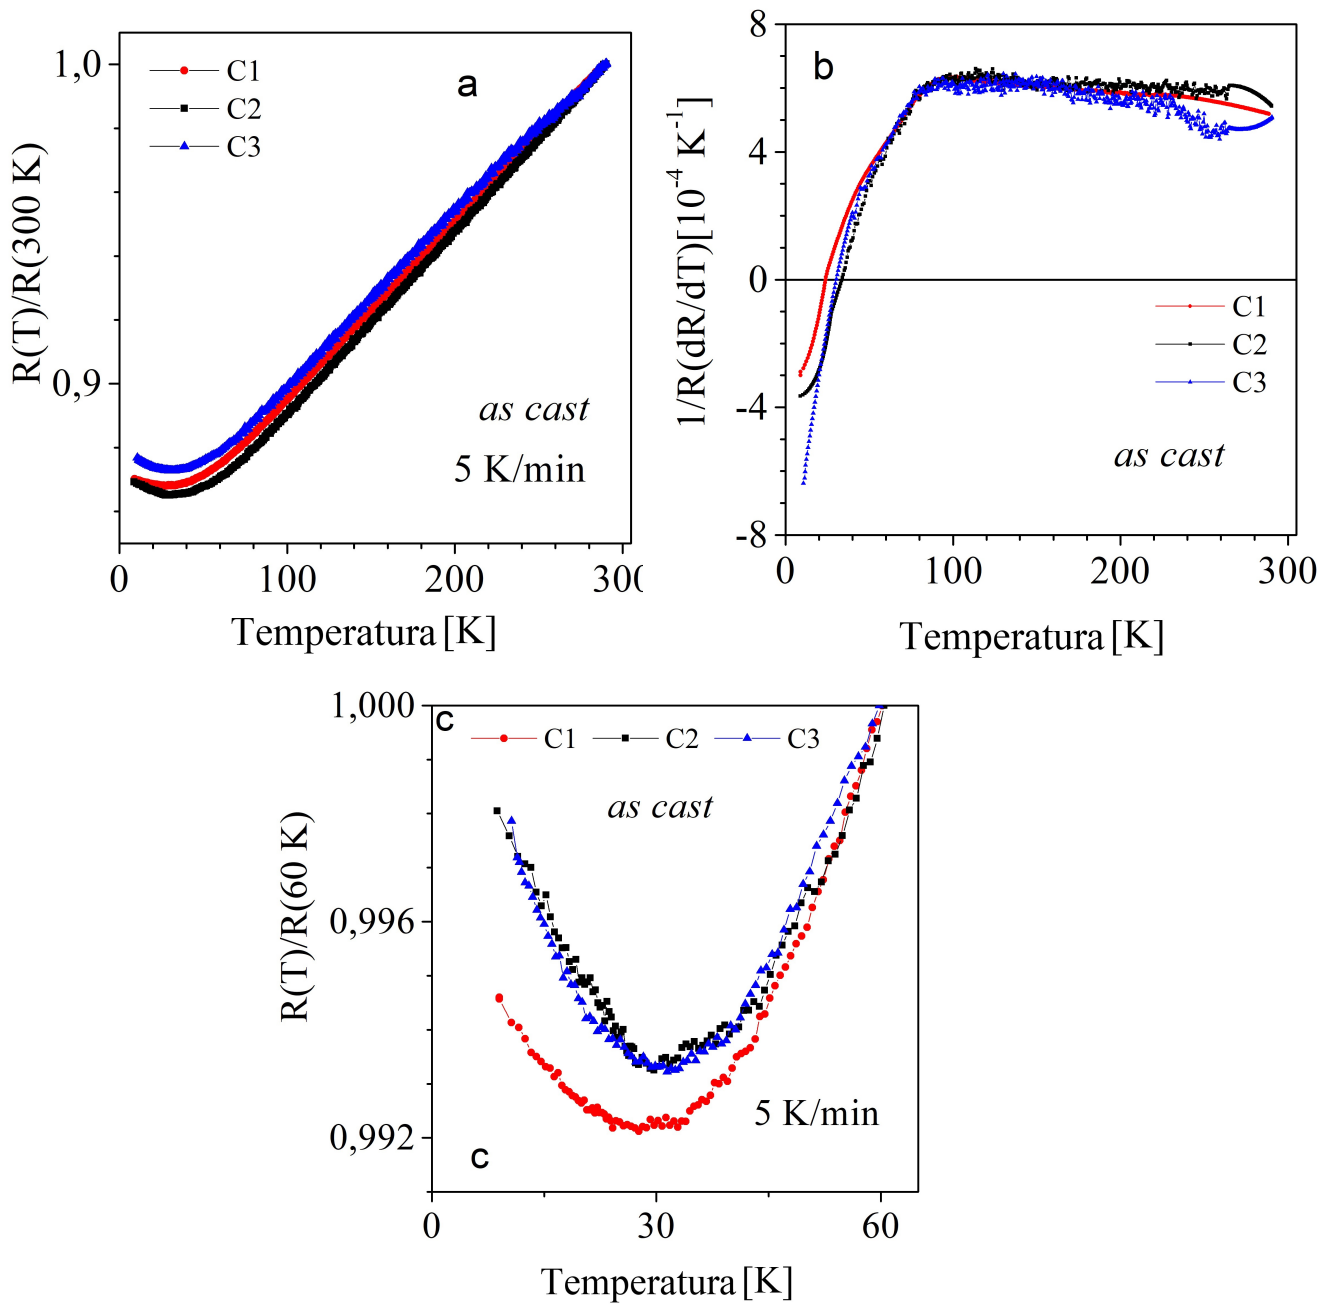 a
C1
C2
C3
1,0
0,9
R(T)/R(300 K)
as cast
5 K/min
0
100
200
300
Temperatura [K]
b
8
4
0
-4
-8
1/R(dR/dT)[10⁻⁴ K⁻¹]
C1
C2
C3
as cast
0
100
200
300
Temperatura [K]
c
C1
C2
C3
1,000
0,996
0,992
R(T)/R(60 K)
as cast
5 K/min
c
0
30
60
Temperatura [K]